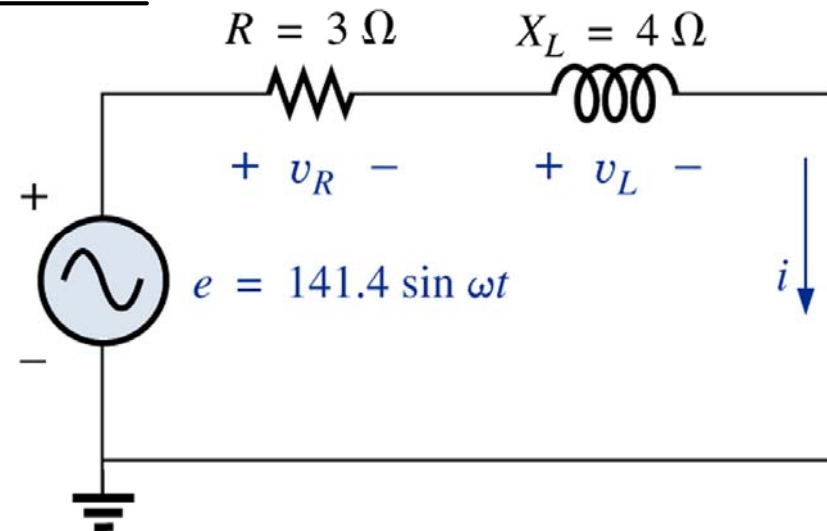 R = 3 Ω
X_L = 4 Ω
+ v_R −
+ v_L −
+
e = 141.4 sin ωt
i
−